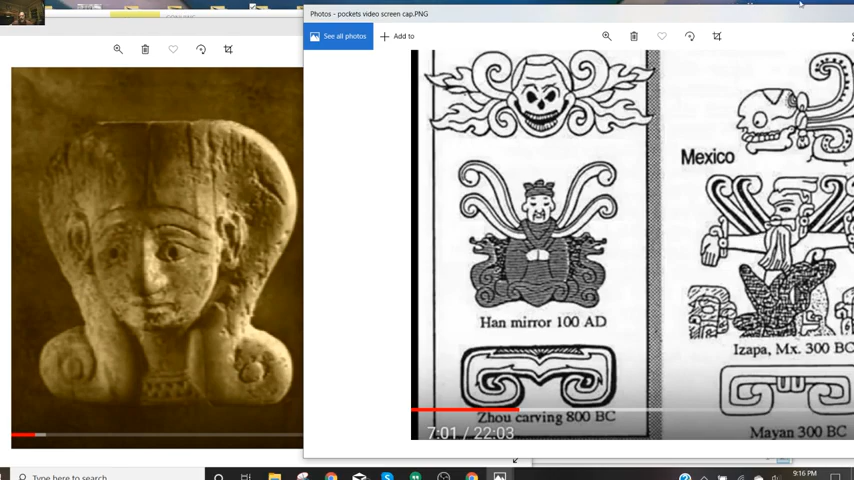 Photos - pockets video screen cap.PNG
See all photos
Add to
Mexico
Han mirror 100 AD
Izapa, Mx. 300 BC
Zhou carving 800 BC
Mayan 300 BC
7:01 / 22:03
Type here to search
9:16 PM